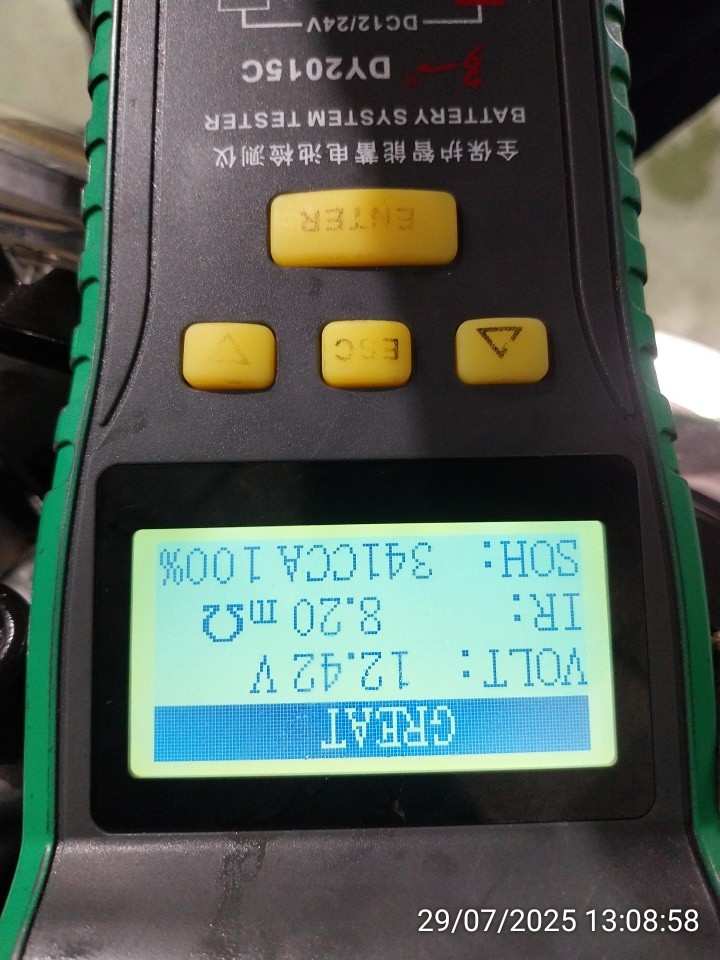 GREAT
VOLT: 12.42 V
IR: 8.20 mΩ
SOH: 341CCA 100%
ESC
ENTER
全保护智能蓄电池检测仪
BATTERY SYSTEM TESTER
DY2015C
DC12/24V
29/07/2025 13:08:58